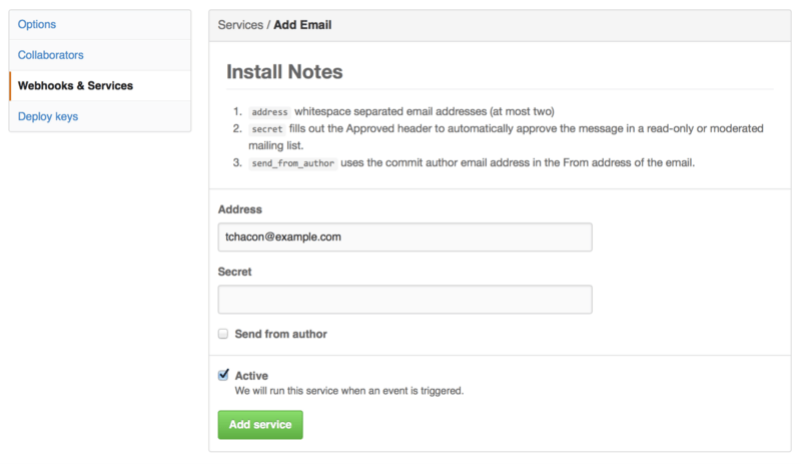 Options
Collaborators
Webhooks & Services
Deploy keys
Services / Add Email
Install Notes
1. address whitespace separated email addresses (at most two)
2. secret fills out the Approved header to automatically approve the message in a read-only or moderated
mailing list.
3. send_from_author uses the commit author email address in the From address of the email.
Address
tchacon@example.com
Secret
Send from author
Active
We will run this service when an event is triggered.
Add service